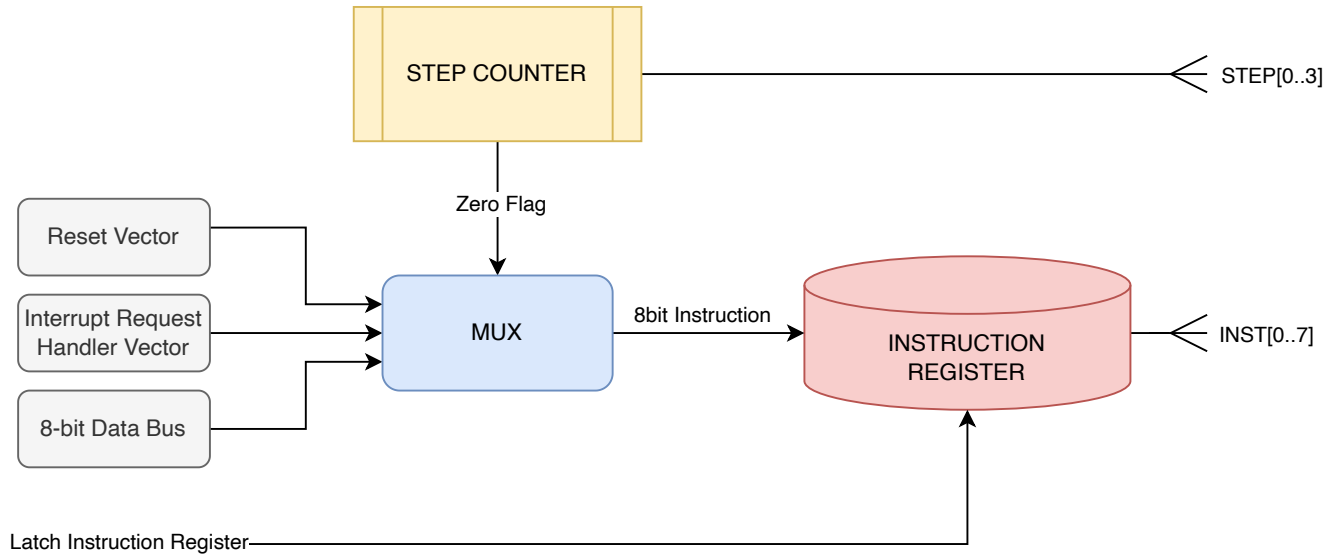 STEP COUNTER
STEP[0..3]
Zero Flag
Reset Vector
Interrupt Request
Handler Vector
8-bit Data Bus
MUX
8bit Instruction
INSTRUCTION
REGISTER
INST[0..7]
Latch Instruction Register